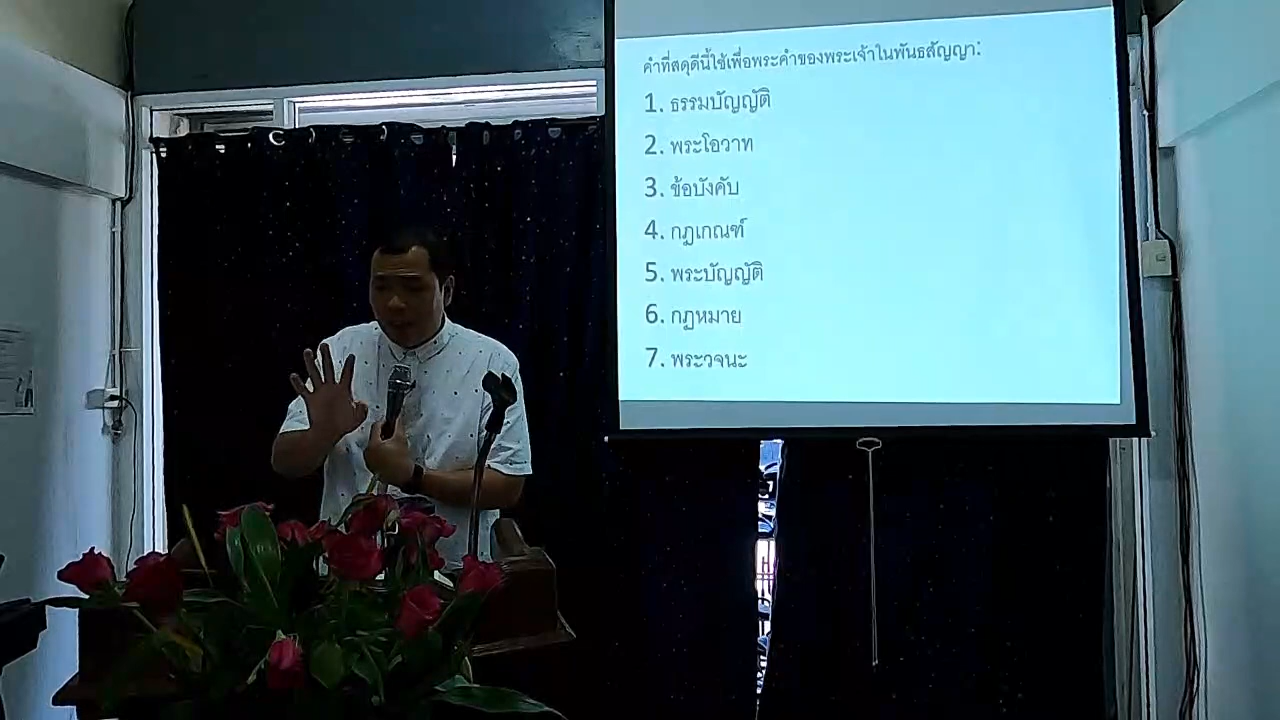 คำที่สดุดีนี้ใช้เพื่อพระคำของพระเจ้าในพันธสัญญา:
1. ธรรมบัญญัติ
2. พระโอวาท
3. ข้อบังคับ
4. กฎเกณฑ์
5. พระบัญญัติ
6. กฎหมาย
7. พระวจนะ